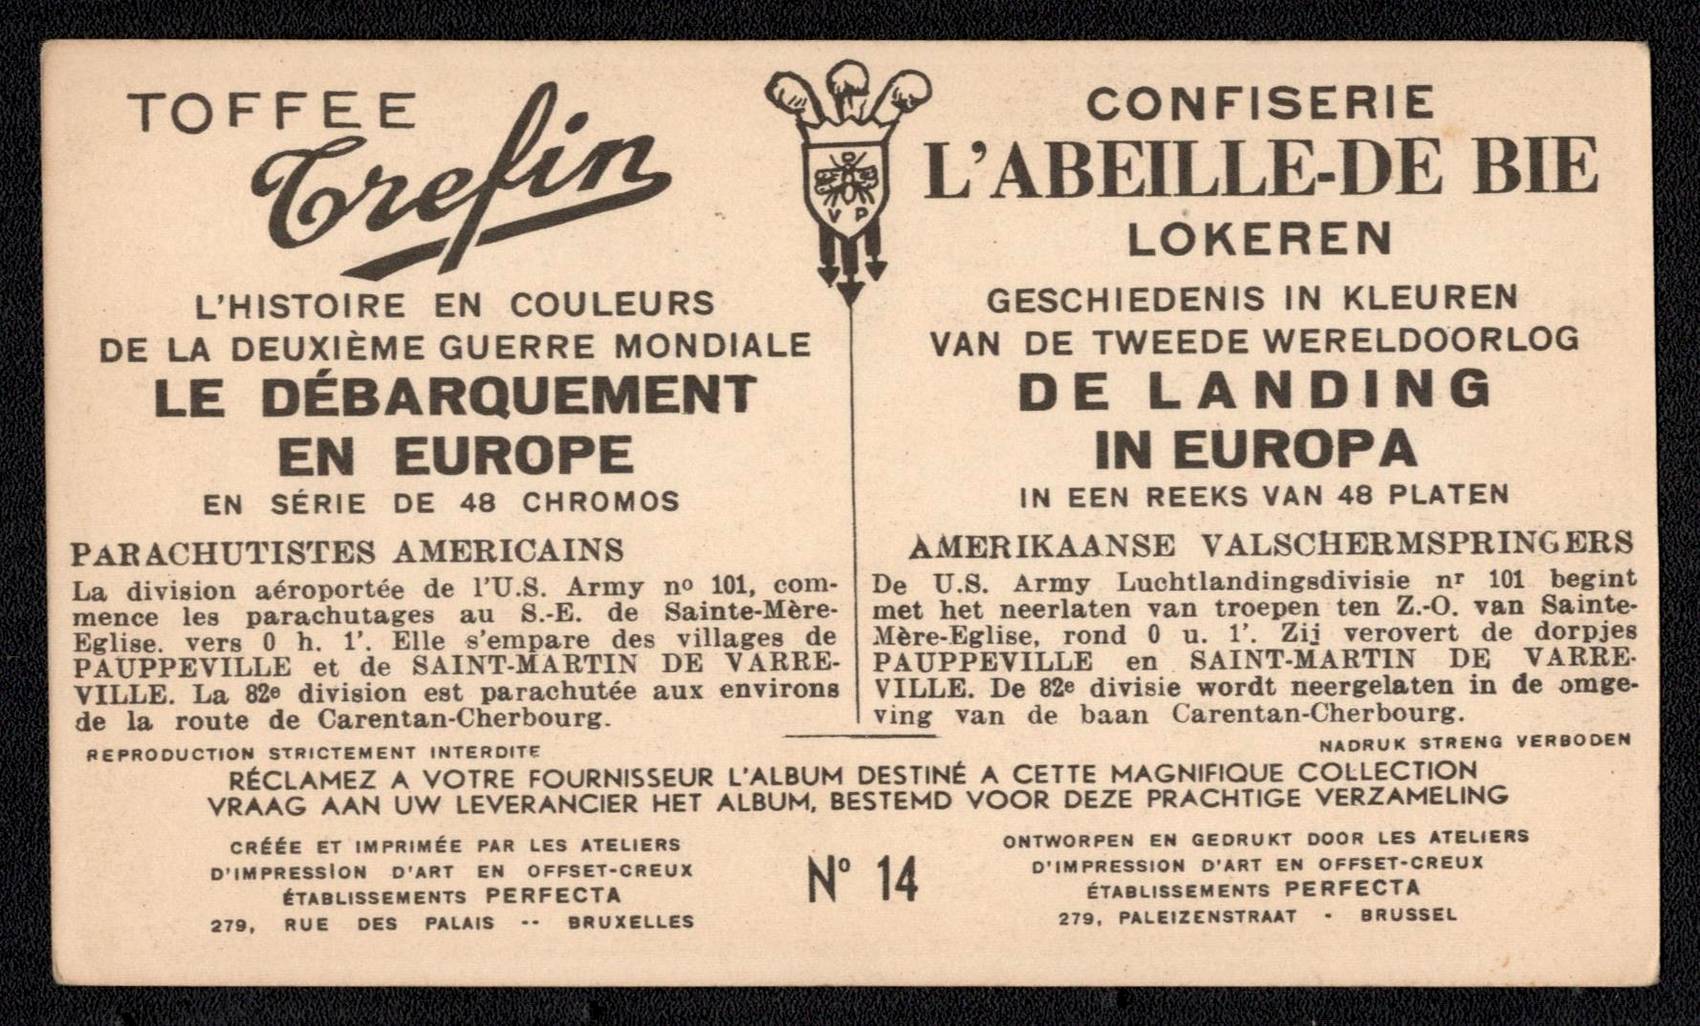 TOFFEE
Trefin
L'HISTOIRE EN COULEURS
DE LA DEUXIÈME GUERRE MONDIALE
LE DÉBARQUEMENT
EN EUROPE
EN SÉRIE DE 48 CHROMOS
PARACHUTISTES AMERICAINS
La division aéroportée de l'U.S. Army nº 101, com-
mence les parachutages au S.-E. de Sainte-Mère-
Eglise. vers 0 h. 1'. Elle s'empare des villages de
PAUPPEVILLE et de SAINT-MARTIN DE VARRE-
VILLE. La 82e division est parachutée aux environs
de la route de Carentan-Cherbourg.
REPRODUCTION STRICTEMENT INTERDITE
V P
CONFISERIE
L'ABEILLE-DE BIE
LOKEREN
GESCHIEDENIS IN KLEUREN
VAN DE TWEEDE WERELDOORLOG
DE LANDING
IN EUROPA
IN EEN REEKS VAN 48 PLATEN
AMERIKAANSE VALSCHERMSPRINGERS
De U.S. Army Luchtlandingsdivisie nr 101 begint
met het neerlaten van troepen ten Z.-O. van Sainte-
Mère-Eglise, rond 0 u. 1'. Zij verovert de dorpjes
PAUPPEVILLE en SAINT-MARTIN DE VARRE-
VILLE. De 82e divisie wordt neergelaten in de omge-
ving van de baan Carentan-Cherbourg.
NADRUK STRENG VERBODEN
RÉCLAMEZ A VOTRE FOURNISSEUR L'ALBUM DESTINÉ A CETTE MAGNIFIQUE COLLECTION
VRAAG AAN UW LEVERANCIER HET ALBUM, BESTEMD VOOR DEZE PRACHTIGE VERZAMELING
CRÉÉE ET IMPRIMÉE PAR LES ATELIERS
D'IMPRESSION D'ART EN OFFSET-CREUX
ÉTABLISSEMENTS PERFECTA
279, RUE DES PALAIS -- BRUXELLES
Nº 14
ONTWORPEN EN GEDRUKT DOOR LES ATELIERS
D'IMPRESSION D'ART EN OFFSET-CREUX
ÉTABLISSEMENTS PERFECTA
279, PALEIZENSTRAAT - BRUSSEL